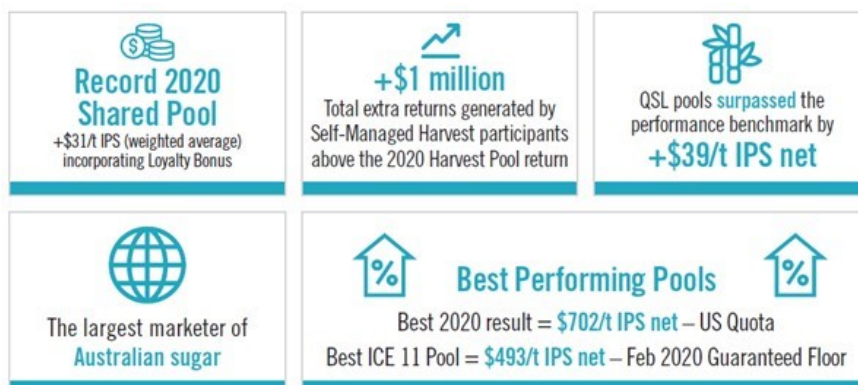 Record 2020
Shared Pool
+$31/t IPS (weighted average)
incorporating Loyalty Bonus
+$1 million
Total extra returns generated by
Self-Managed Harvest participants
above the 2020 Harvest Pool return
QSL pools surpassed the
performance benchmark by
+$39/t IPS net
The largest marketer of
Australian sugar
Best Performing Pools
Best 2020 result = $702/t IPS net – US Quota
Best ICE 11 Pool = $493/t IPS net – Feb 2020 Guaranteed Floor